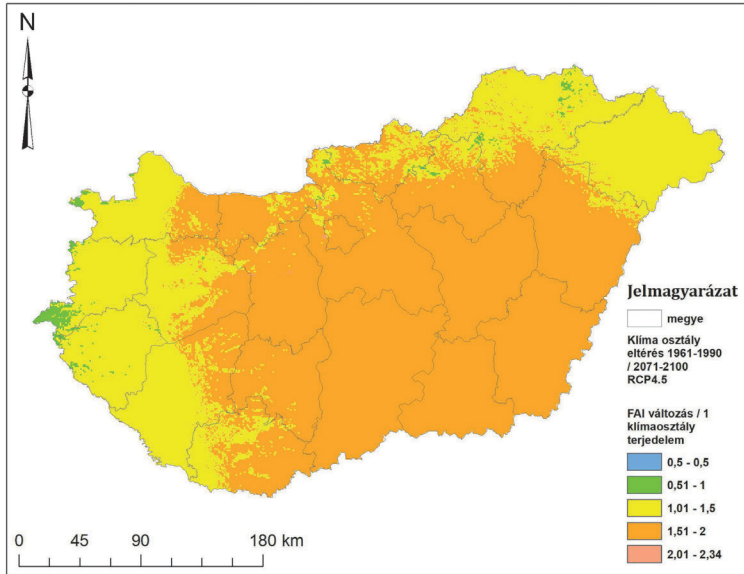 N
Jelmagyarázat
megye
Klíma osztály
eltérés 1961-1990
/ 2071-2100
RCP4.5
FAI változás / 1
klímaosztály
terjedelem
0,5 - 0,5
0,51 - 1
1,01 - 1,5
1,51 - 2
2,01 - 2,34
0 45 90 180 km